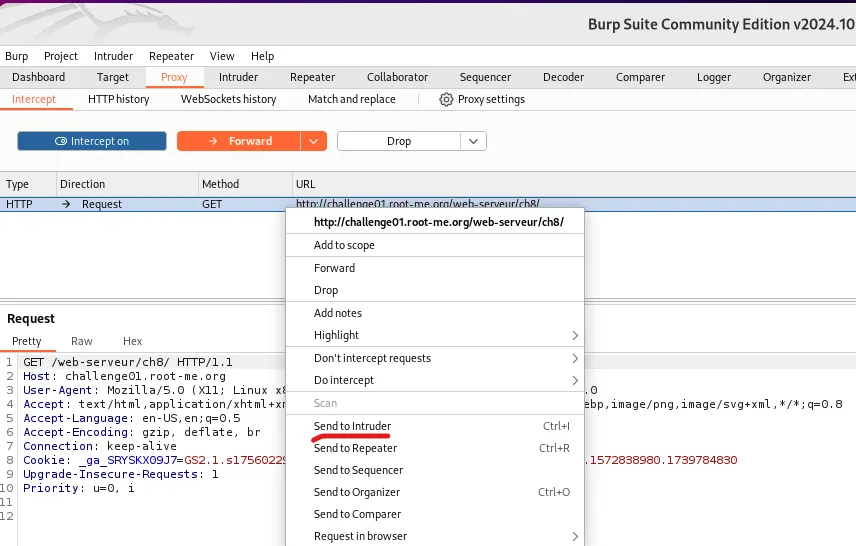 Burp Suite Community Edition v2024.10
Burp Project Intruder Repeater View Help
Dashboard Target Proxy Intruder Repeater Collaborator Sequencer Decoder Comparer Logger Organizer Ext
Intercept HTTP history WebSockets history Match and replace Proxy settings
Intercept on Forward Drop
Type Direction Method URL
HTTP → Request GET http://challenge01.root-me.org/web-serveur/ch8/
http://challenge01.root-me.org/web-serveur/ch8/
Add to scope
Forward
Drop
Add notes
Highlight
Don't intercept requests
Do intercept
Scan
Send to Intruder Ctrl+I
Send to Repeater Ctrl+R
Send to Sequencer
Send to Organizer Ctrl+O
Send to Comparer
Request in browser
Request
Pretty Raw Hex
1 GET /web-serveur/ch8/ HTTP/1.1
2 Host: challenge01.root-me.org
3 User-Agent: Mozilla/5.0 (X11; Linux x8 .0
4 Accept: text/html,application/xhtml+xm ebp,image/png,image/svg+xml,*/*;q=0.8
5 Accept-Language: en-US,en;q=0.5
6 Accept-Encoding: gzip, deflate, br
7 Connection: keep-alive
8 Cookie: _ga_SRYSKX09J7=GS2.1.s17560229 .1572838980.1739784830
9 Upgrade-Insecure-Requests: 1
10 Priority: u=0, i
11
12